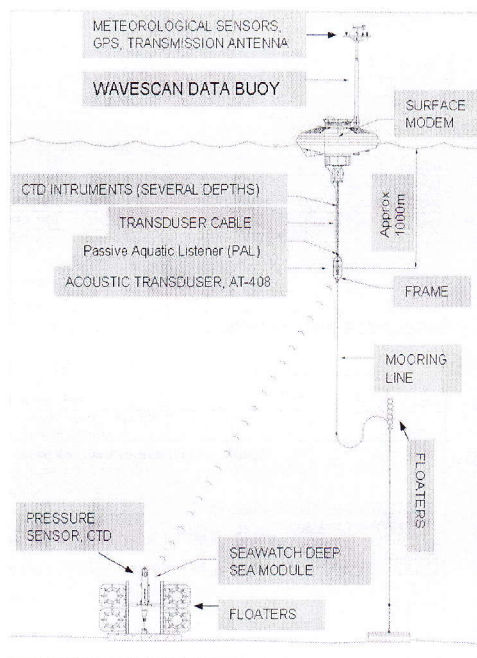 METEOROLOGICAL SENSORS,
GPS, TRANSMISSION ANTENNA
WAVESCAN DATA BUOY
SURFACE
MODEM
CTD INTRUMENTS (SEVERAL DEPTHS)
TRANSDUSER CABLE
Approx
1000m
Passive Aquatic Listener (PAL)
ACOUSTIC TRANSDUSER, AT-408
FRAME
MOORING
LINE
FLOATERS
PRESSURE
SENSOR, CTD
SEAWATCH DEEP
SEA MODULE
FLOATERS